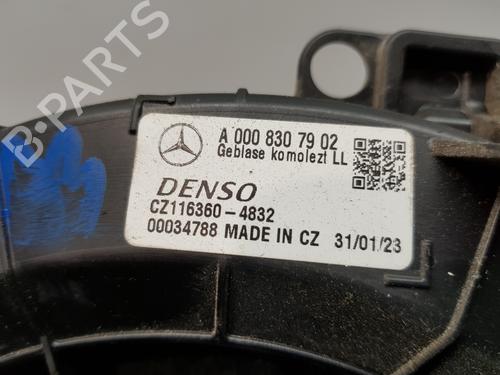 B-PARTS
A 000 830 79 02
Geblase komolezt LL
DENSO
CZ116360-4832
00034788 MADE IN CZ 31/01/23